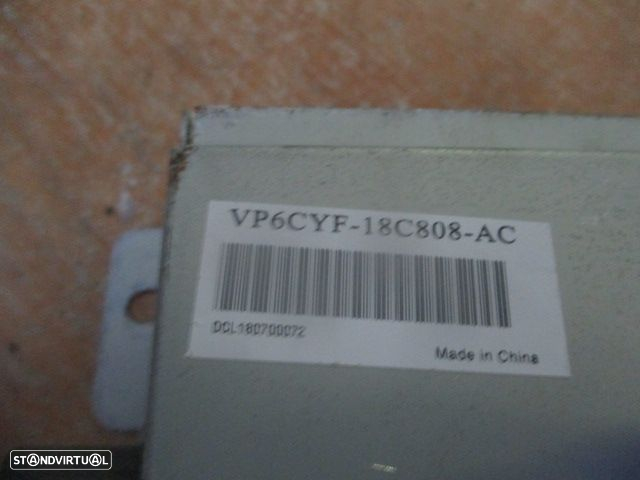 VP6CYF-18C808-AC
DCL180700072
Made in China
STANDVIRTUAL